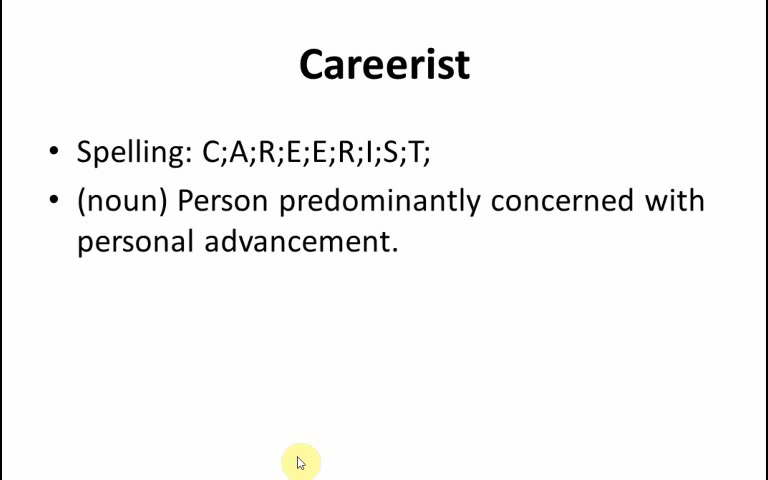 Careerist
• Spelling: C;A;R;E;E;R;I;S;T;
• (noun) Person predominantly concerned with
personal advancement.